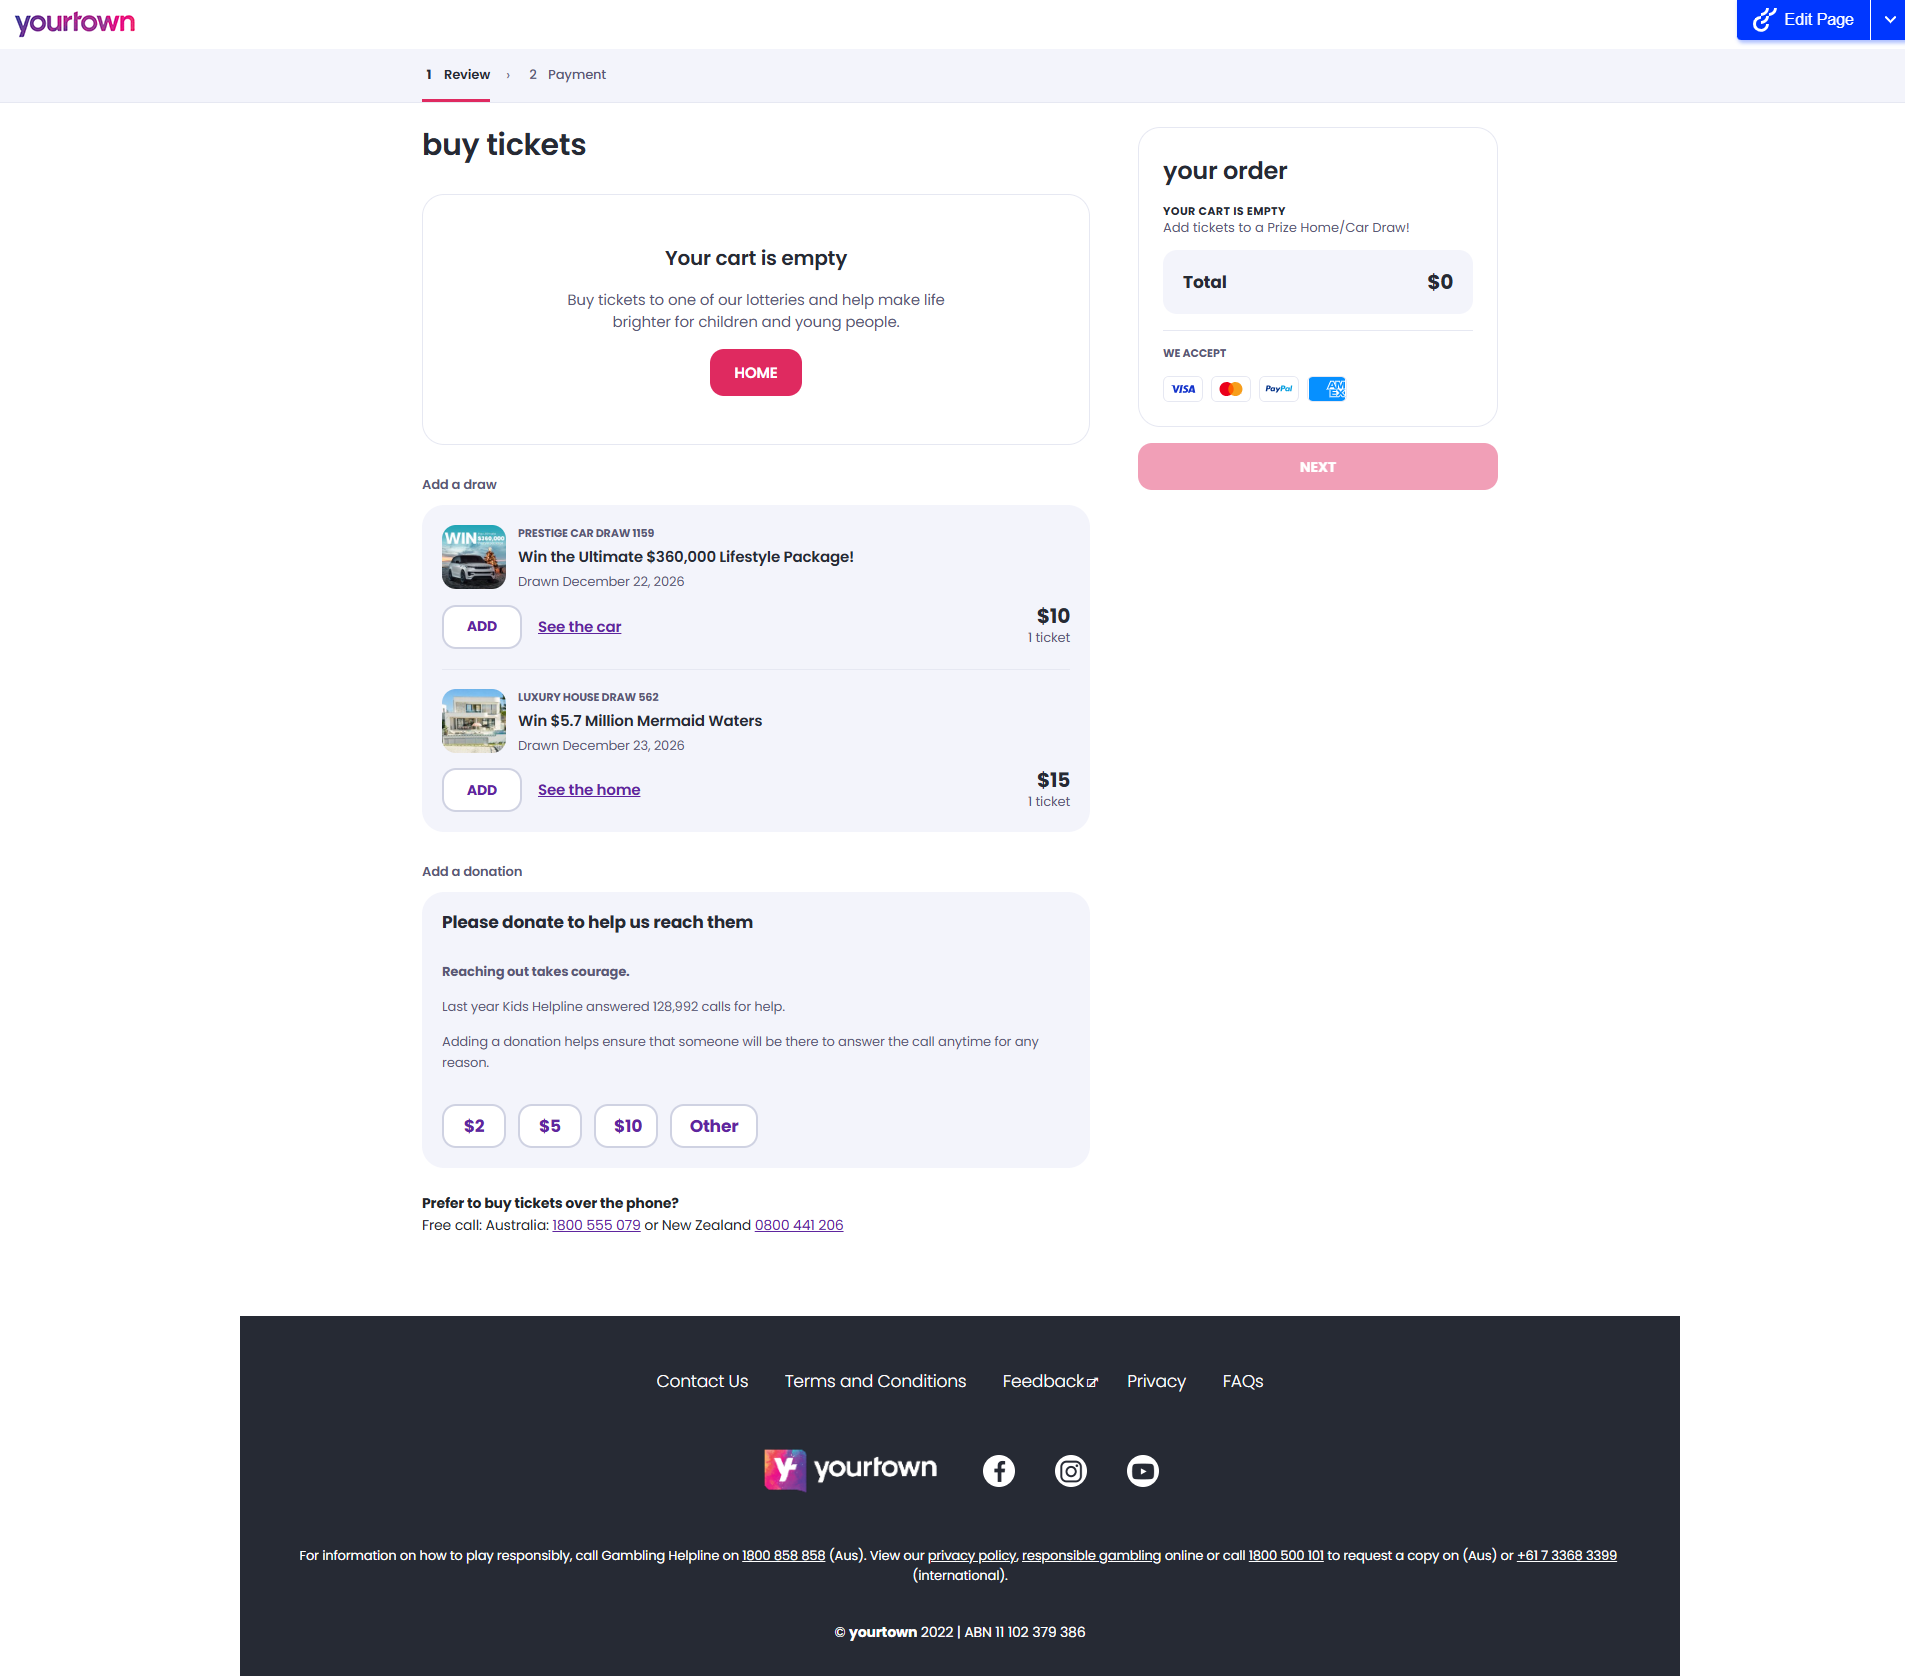 yourtown
Edit Page
1 Review › 2 Payment
buy tickets
Your cart is empty
Buy tickets to one of our lotteries and help make life
brighter for children and young people.
HOME
your order
YOUR CART IS EMPTY
Add tickets to a Prize Home/Car Draw!
Total $0
WE ACCEPT
VISA PayPal AM EX
NEXT
Add a draw
WIN $360,000
PRESTIGE CAR DRAW 1159
Win the Ultimate $360,000 Lifestyle Package!
Drawn December 22, 2026
ADD See the car
$10
1 ticket
LUXURY HOUSE DRAW 562
Win $5.7 Million Mermaid Waters
Drawn December 23, 2026
ADD See the home
$15
1 ticket
Add a donation
Please donate to help us reach them
Reaching out takes courage.
Last year Kids Helpline answered 128,992 calls for help.
Adding a donation helps ensure that someone will be there to answer the call anytime for any
reason.
$2 $5 $10 Other
Prefer to buy tickets over the phone?
Free call: Australia: 1800 555 079 or New Zealand 0800 441 206
Contact Us Terms and Conditions Feedback Privacy FAQs
y yourtown
For information on how to play responsibly, call Gambling Helpline on 1800 858 858 (Aus). View our privacy policy, responsible gambling online or call 1800 500 101 to request a copy on (Aus) or +61 7 3368 3399
(international).
© yourtown 2022 | ABN 11 102 379 386